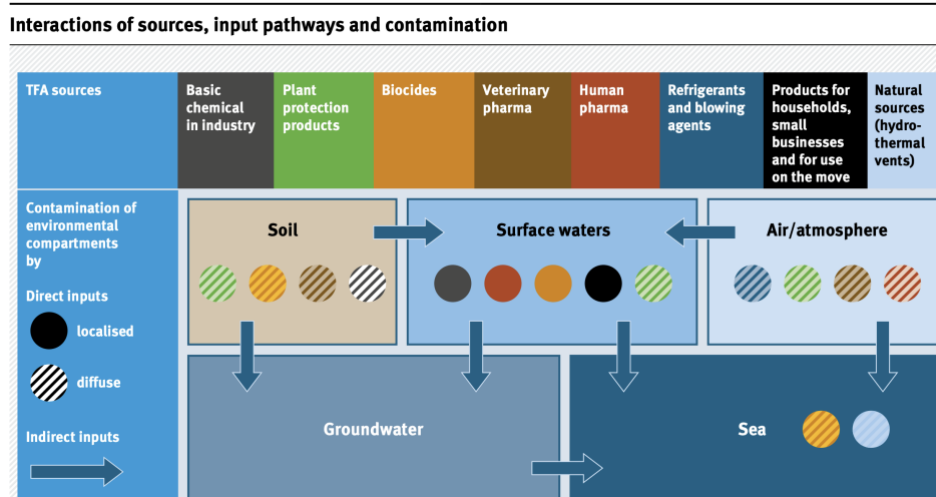 Interactions of sources, input pathways and contamination
TFA sources
Basic
chemical
in industry
Plant
protection
products
Biocides
Veterinary
pharma
Human
pharma
Refrigerants
and blowing
agents
Products for
households,
small
businesses
and for use
on the move
Natural
sources
(hydro-
thermal
vents)
Contamination of
environmental
compartments
by
Direct inputs
localised
diffuse
Indirect inputs
Soil
Surface waters
Air/atmosphere
Groundwater
Sea